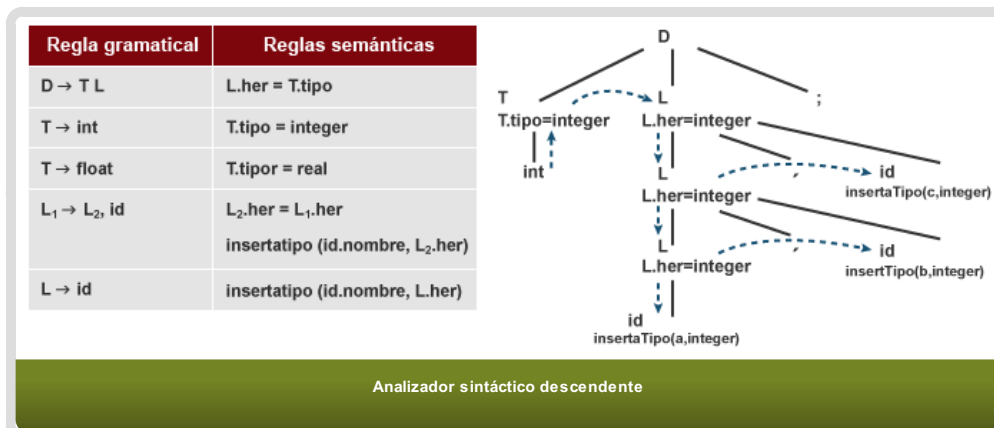 Regla gramatical Reglas semánticas
D → T L L.her = T.tipo
T → int T.tipo = integer
T → float T.tipor = real
L₁ → L₂, id L₂.her = L₁.her
insertatipo (id.nombre, L₂.her)
L → id insertatipo (id.nombre, L.her)
D
T L ;
T.tipo=integer L.her=integer
int L , id
insertaTipo(c,integer)
L.her=integer
L , id
L.her=integer insertTipo(b,integer)
id
insertaTipo(a,integer)
Analizador sintáctico descendente